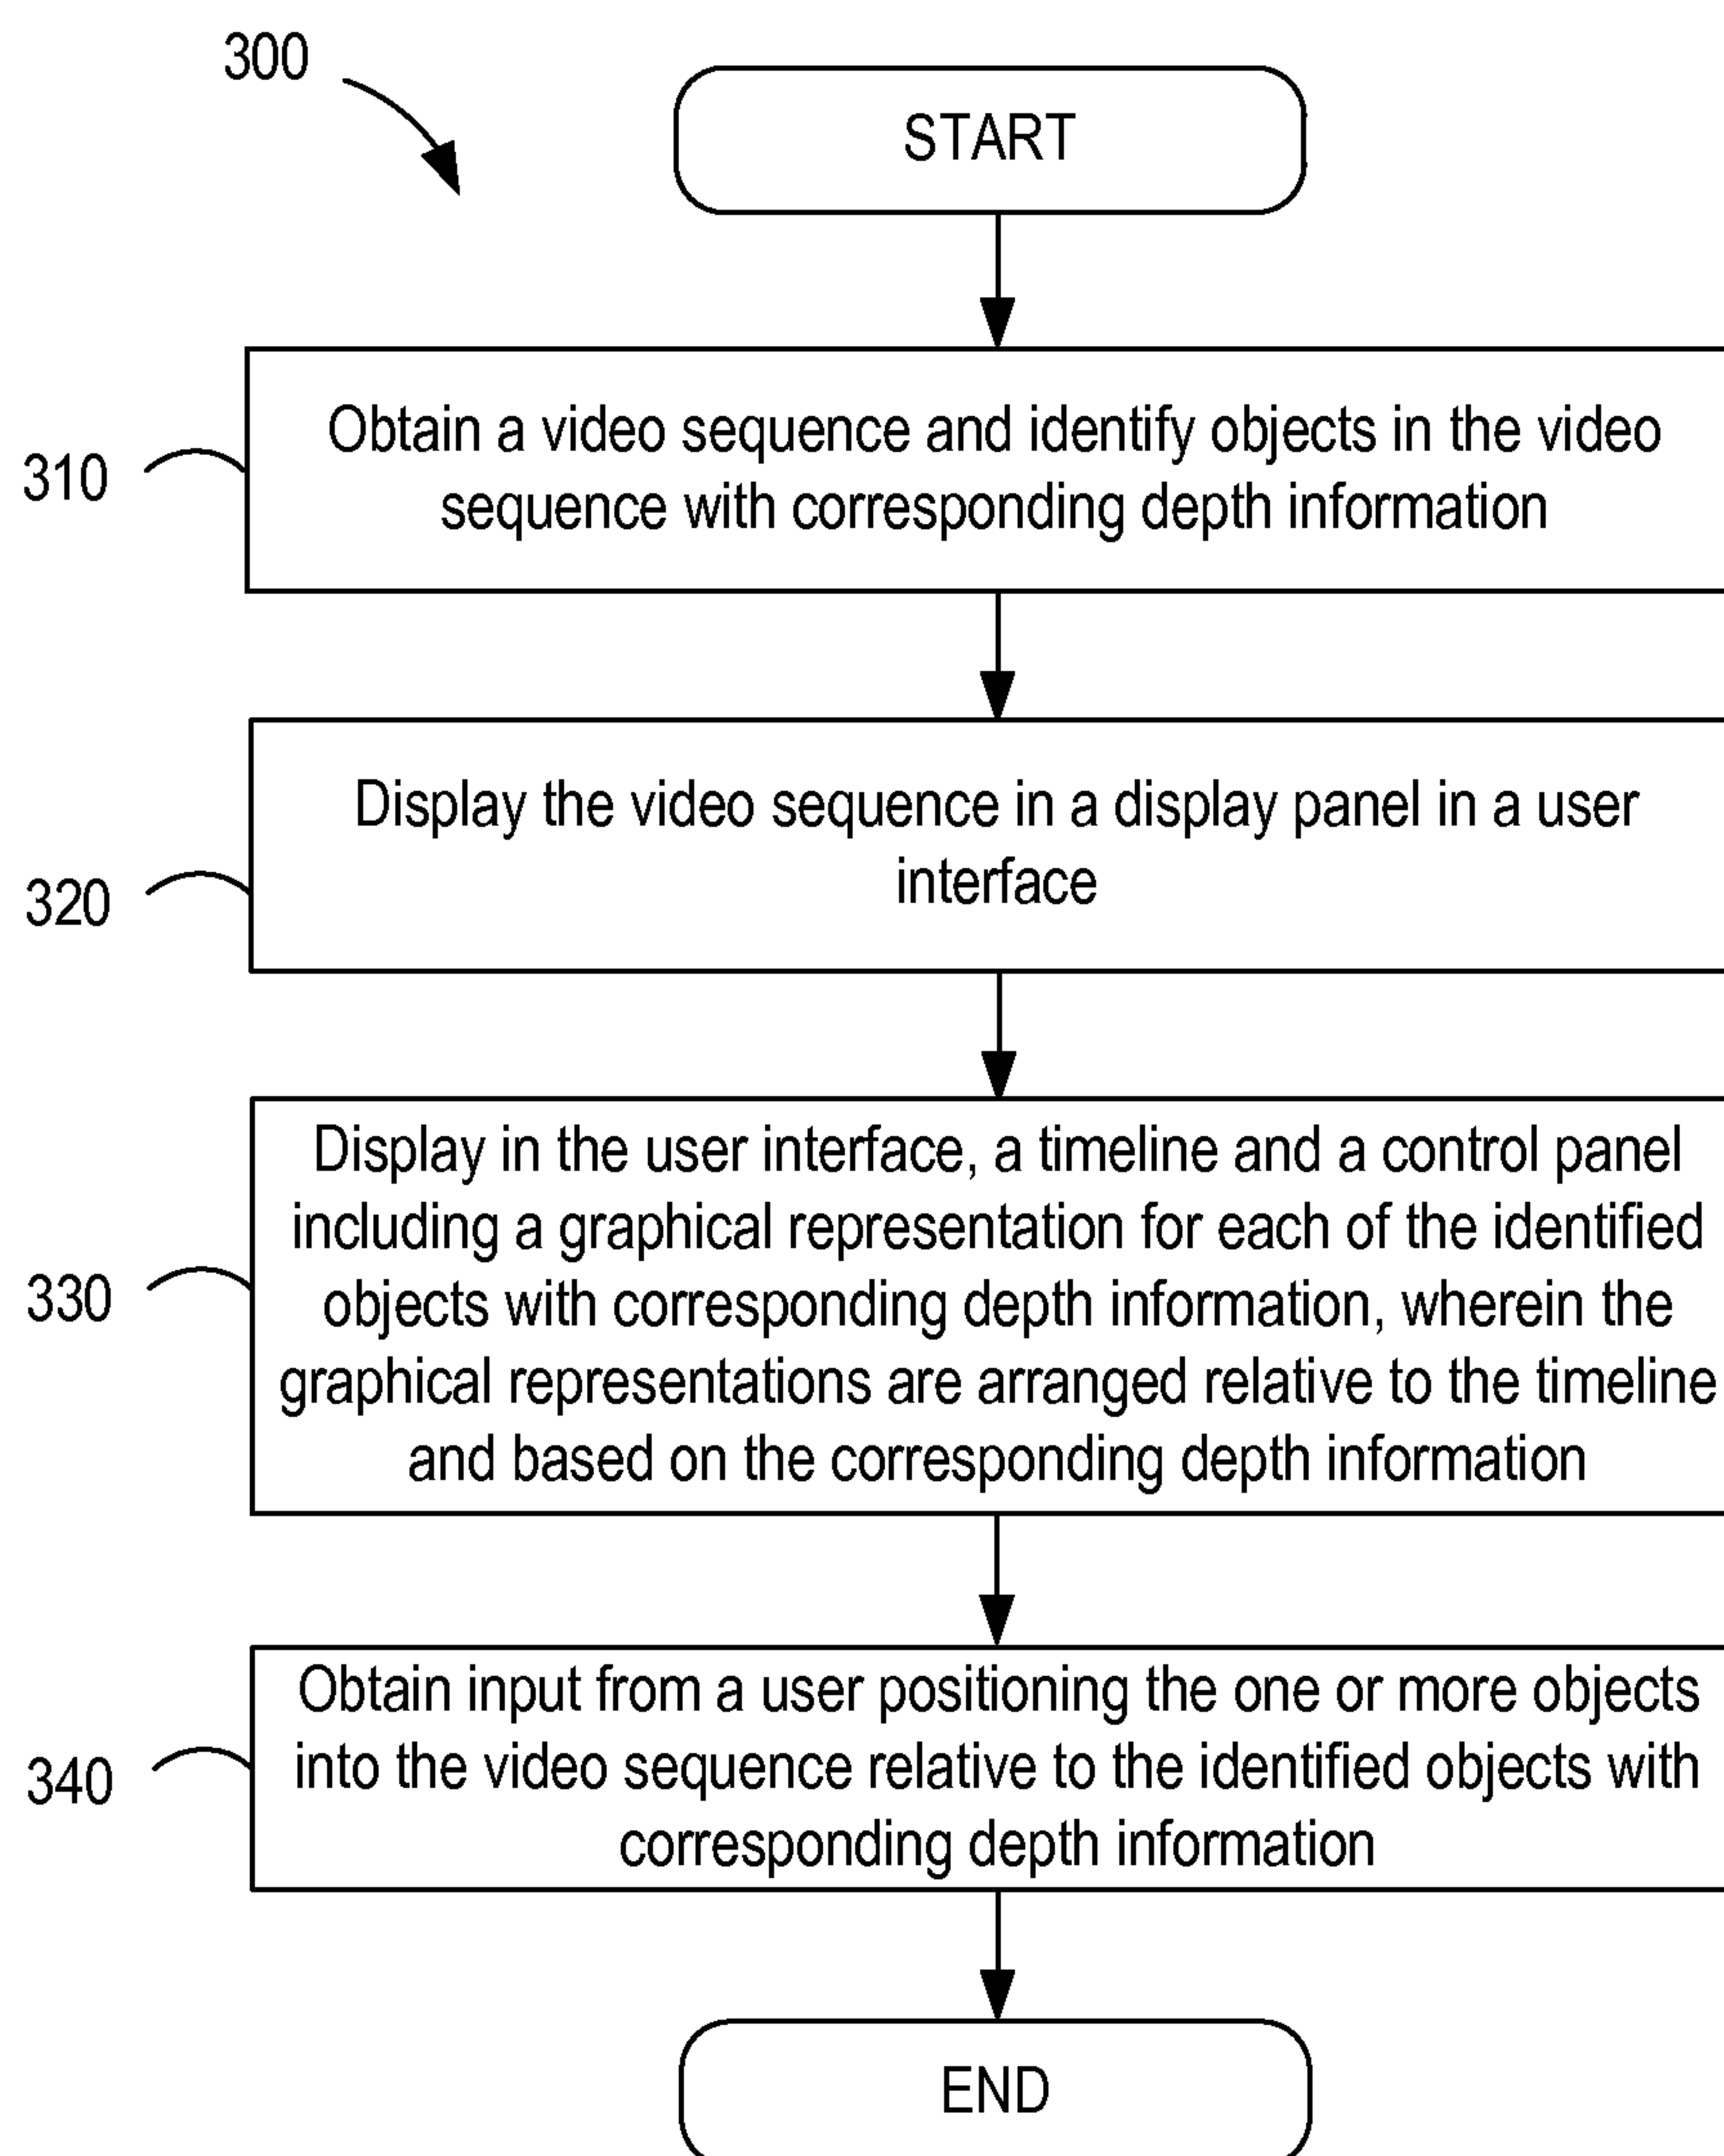 300
START
310
Obtain a video sequence and identify objects in the video
sequence with corresponding depth information
320
Display the video sequence in a display panel in a user
interface
330
Display in the user interface, a timeline and a control panel
including a graphical representation for each of the identified
objects with corresponding depth information, wherein the
graphical representations are arranged relative to the timeline
and based on the corresponding depth information
340
Obtain input from a user positioning the one or more objects
into the video sequence relative to the identified objects with
corresponding depth information
END